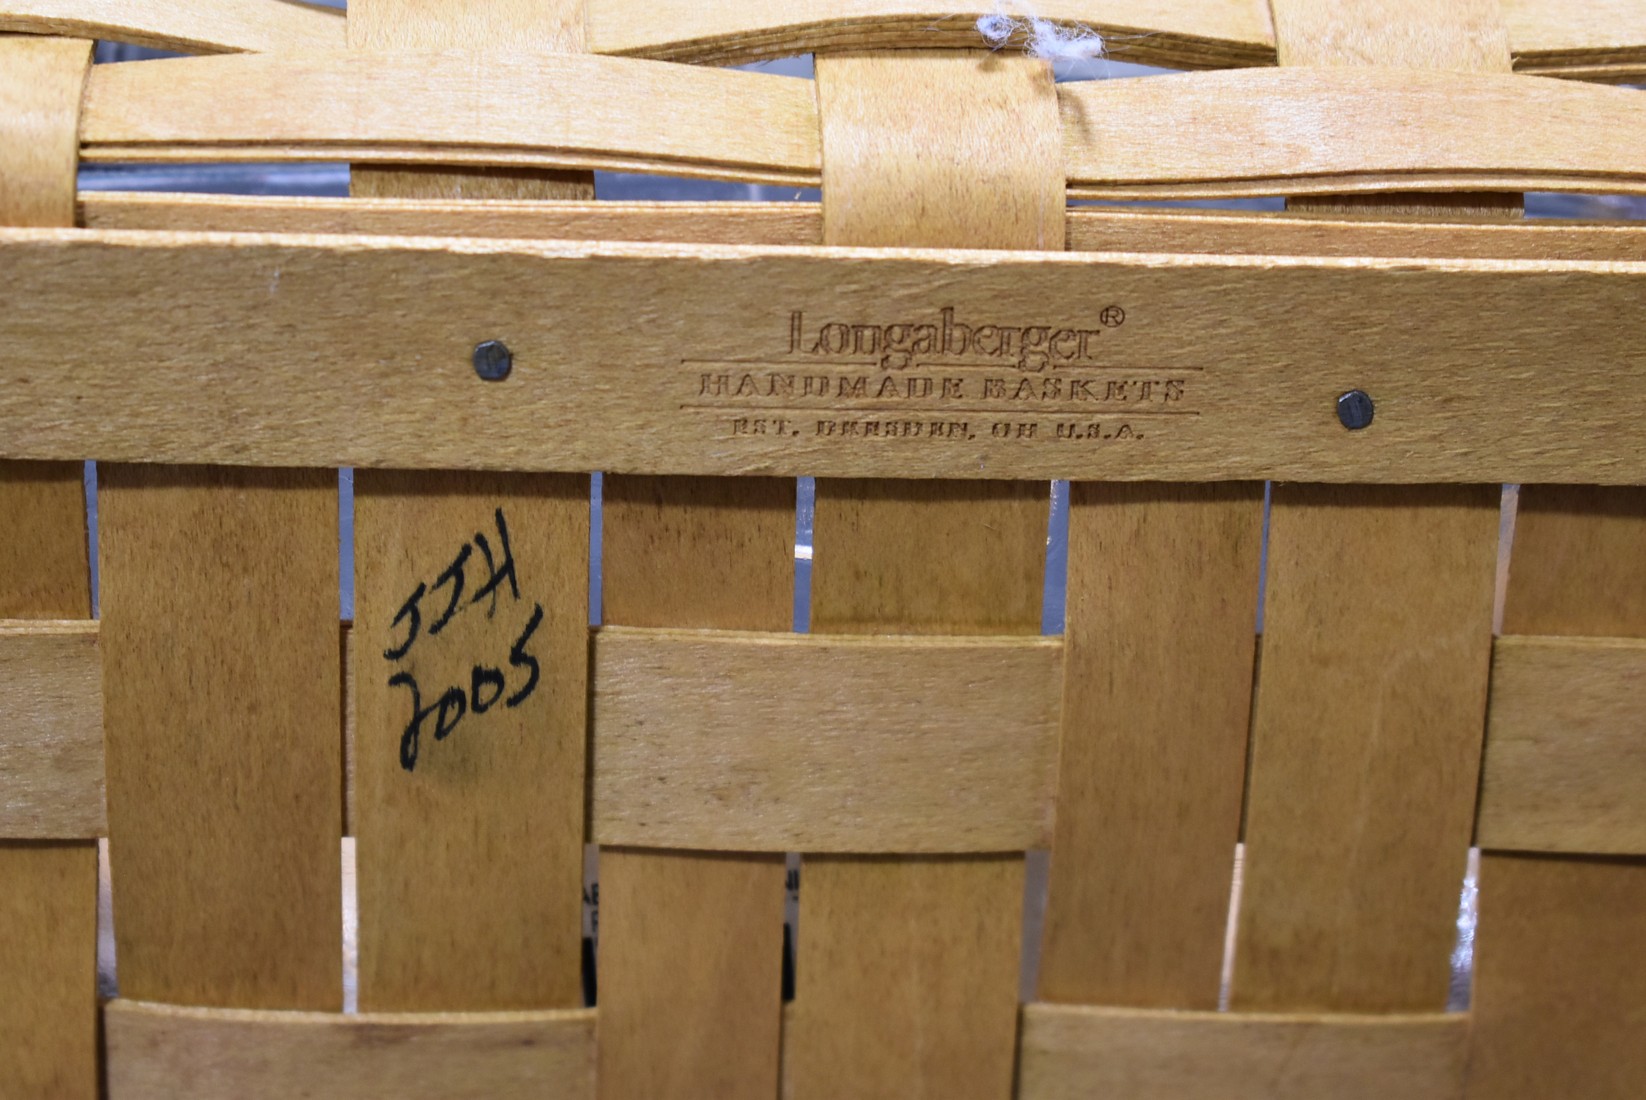 Longaberger®
HANDMADE BASKETS
EST. DRESDEN, OH U.S.A.
JJH
2005